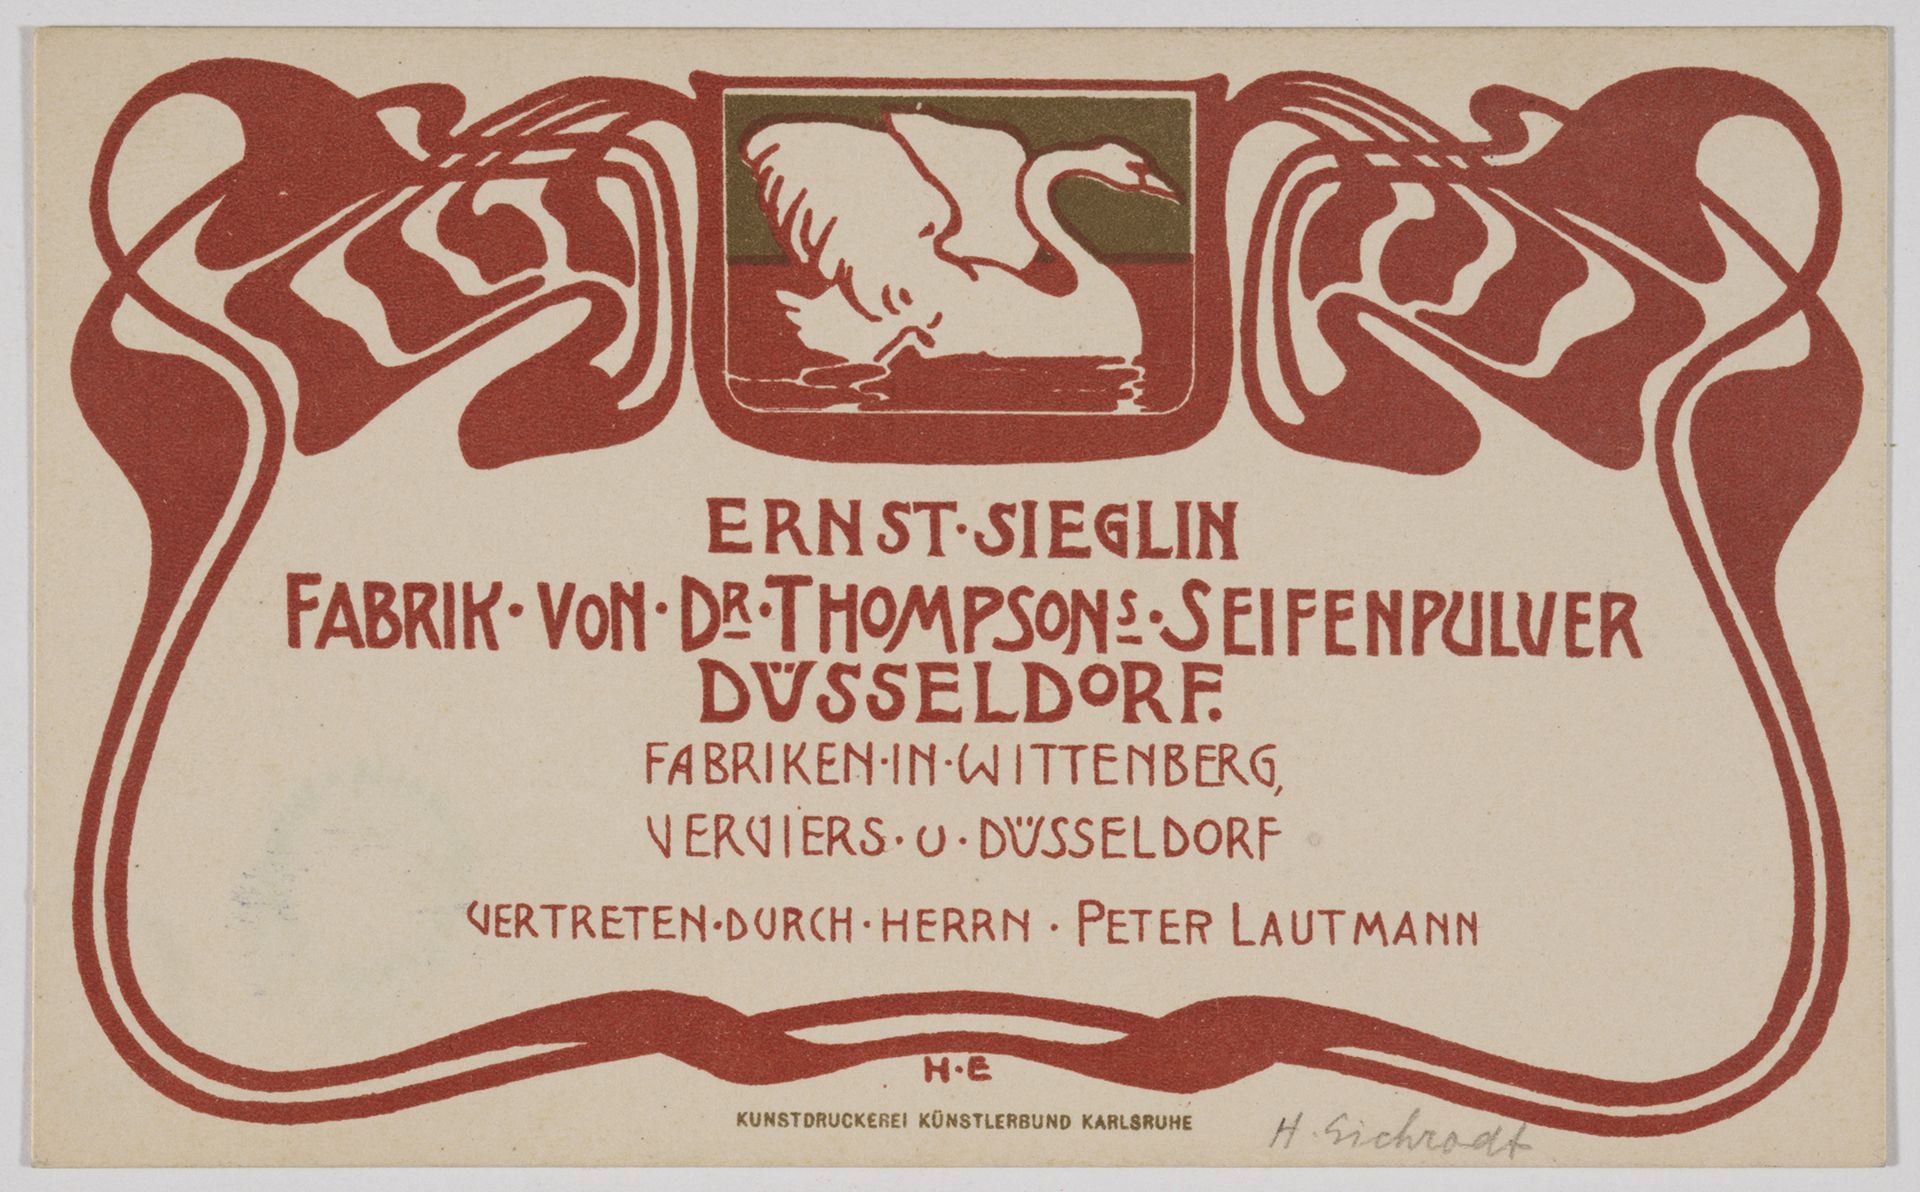 ERNST·SIEGLIN
FABRIK·VON·DR·THOMPSONS·SEIFENPULVER
DÜSSELDORF.
FABRIKEN·IN·WITTENBERG,
VERVIERS·U·DÜSSELDORF
VERTRETEN·DURCH·HERRN·PETER LAUTMANN
H·E
KUNSTDRUCKEREI KÜNSTLERBUND KARLSRUHE
H. Eichrodt